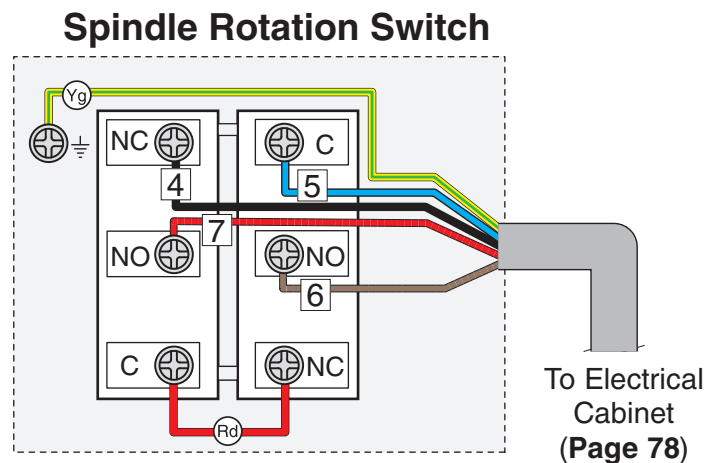 Spindle Rotation Switch
Yg
NC
C
4
5
7
NO
NO
6
C
NC
Rd
To Electrical
Cabinet
(Page 78)